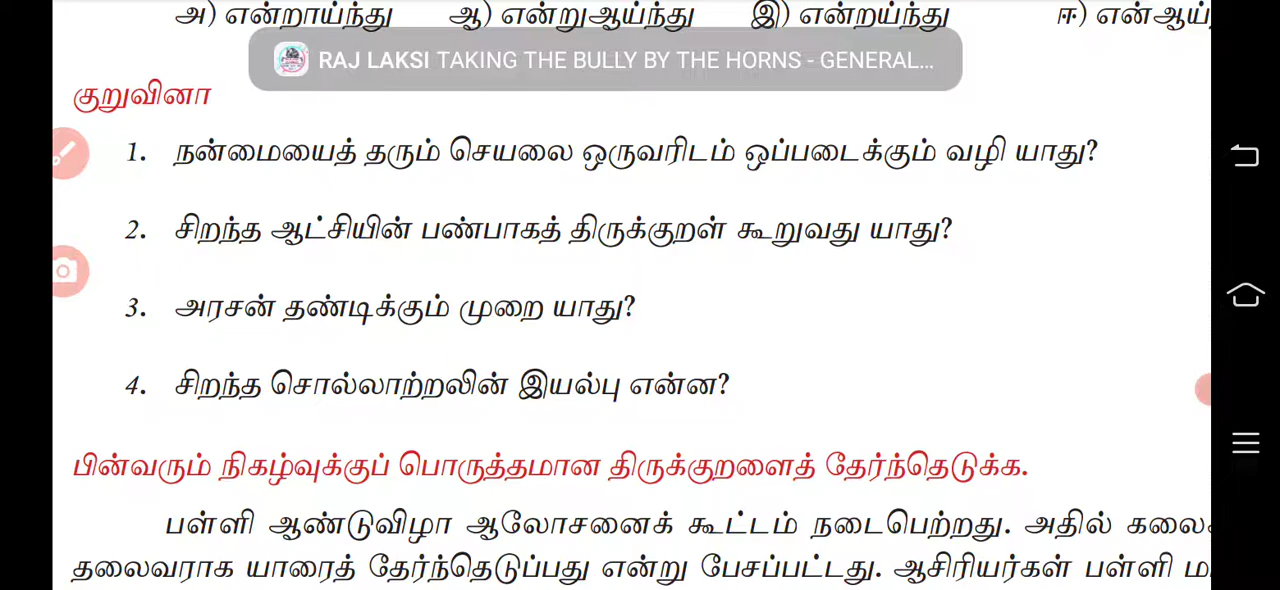 அ) என்றாய்ந்து ஆ) என்றுஆய்ந்து இ) என்றய்ந்து ஈ) என்ஆய்ந்
RAJ LAKSI TAKING THE BULLY BY THE HORNS - GENERAL...
குறுவினா
1. நன்மையைத் தரும் செயலை ஒருவரிடம் ஒப்படைக்கும் வழி யாது?
2. சிறந்த ஆட்சியின் பண்பாகத் திருக்குறள் கூறுவது யாது?
3. அரசன் தண்டிக்கும் முறை யாது?
4. சிறந்த சொல்லாற்றலின் இயல்பு என்ன?
பின்வரும் நிகழ்வுக்குப் பொருத்தமான திருக்குறளைத் தேர்ந்தெடுக்க.
பள்ளி ஆண்டுவிழா ஆலோசனைக் கூட்டம் நடைபெற்றது. அதில் கலை
தலைவராக யாரைத் தேர்ந்தெடுப்பது என்று பேசப்பட்டது. ஆசிரியர்கள் பள்ளி ம